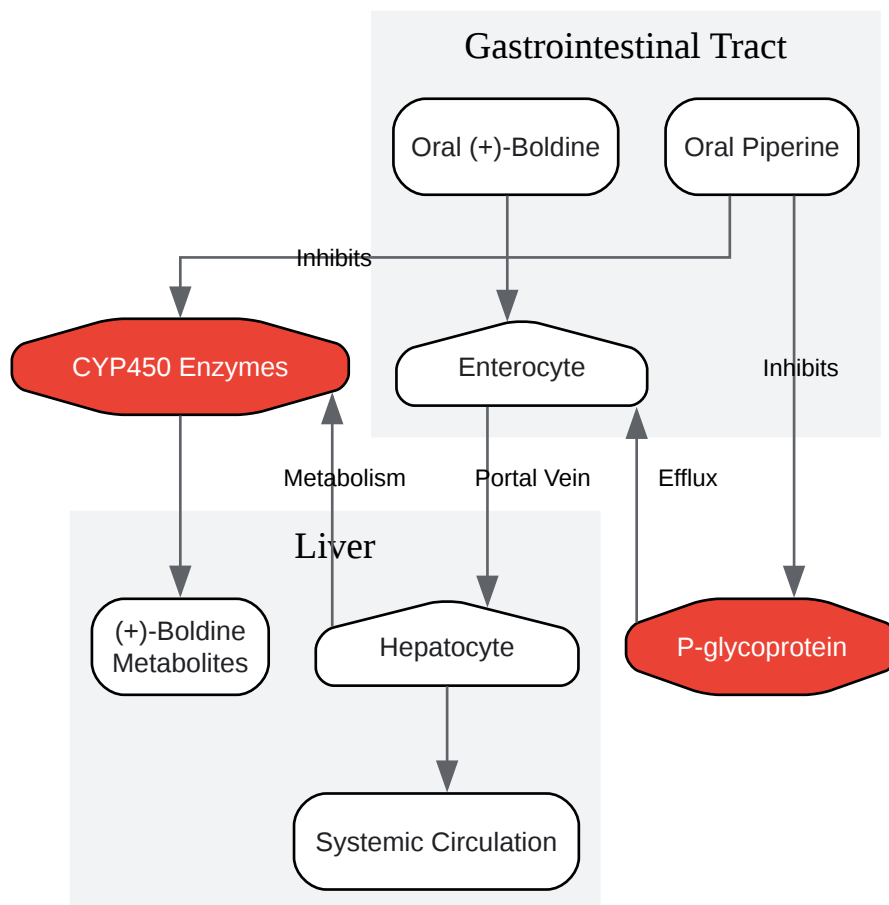 Gastrointestinal Tract
Oral (+)-Boldine
Oral Piperine
Inhibits
CYP450 Enzymes
Enterocyte
Inhibits
Metabolism
Portal Vein
Efflux
Liver
(+)-Boldine
Metabolites
Hepatocyte
P-glycoprotein
Systemic Circulation